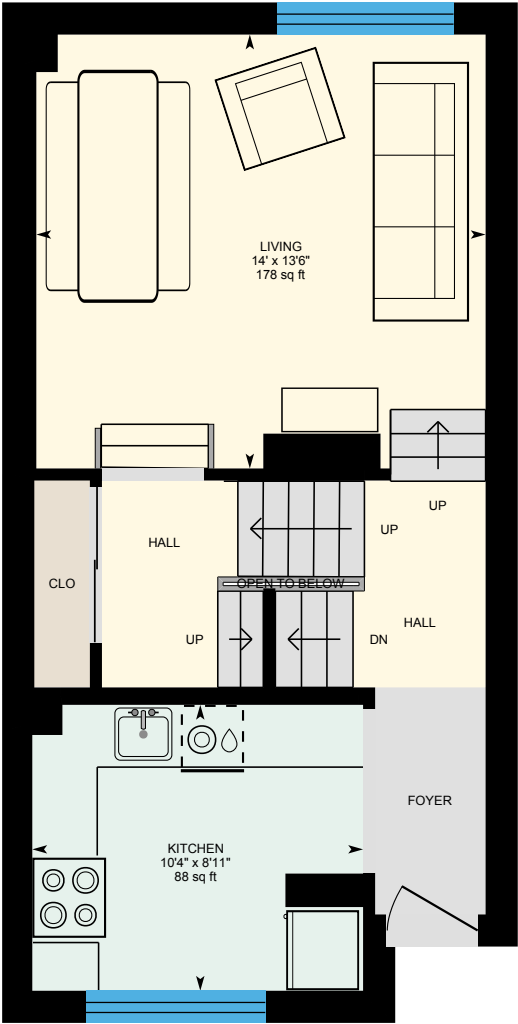 LIVING
14' x 13'6"
178 sq ft
UP
UP
HALL
CLO
OPEN TO BELOW
HALL
UP
DN
FOYER
KITCHEN
10'4" x 8'11"
88 sq ft